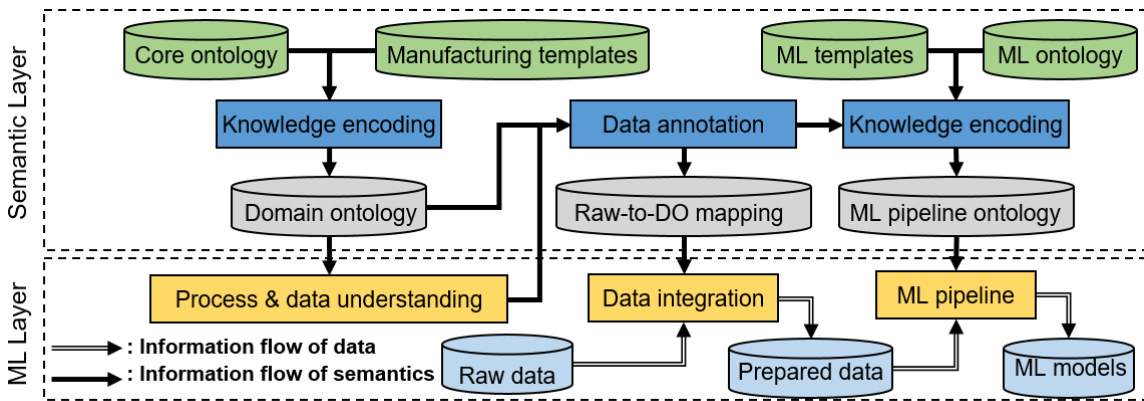 Semantic Layer
Core ontology
Manufacturing templates
ML templates
ML ontology
Knowledge encoding
Data annotation
Knowledge encoding
Domain ontology
Raw-to-DO mapping
ML pipeline ontology
ML Layer
Process & data understanding
Data integration
ML pipeline
: Information flow of data
: Information flow of semantics
Raw data
Prepared data
ML models